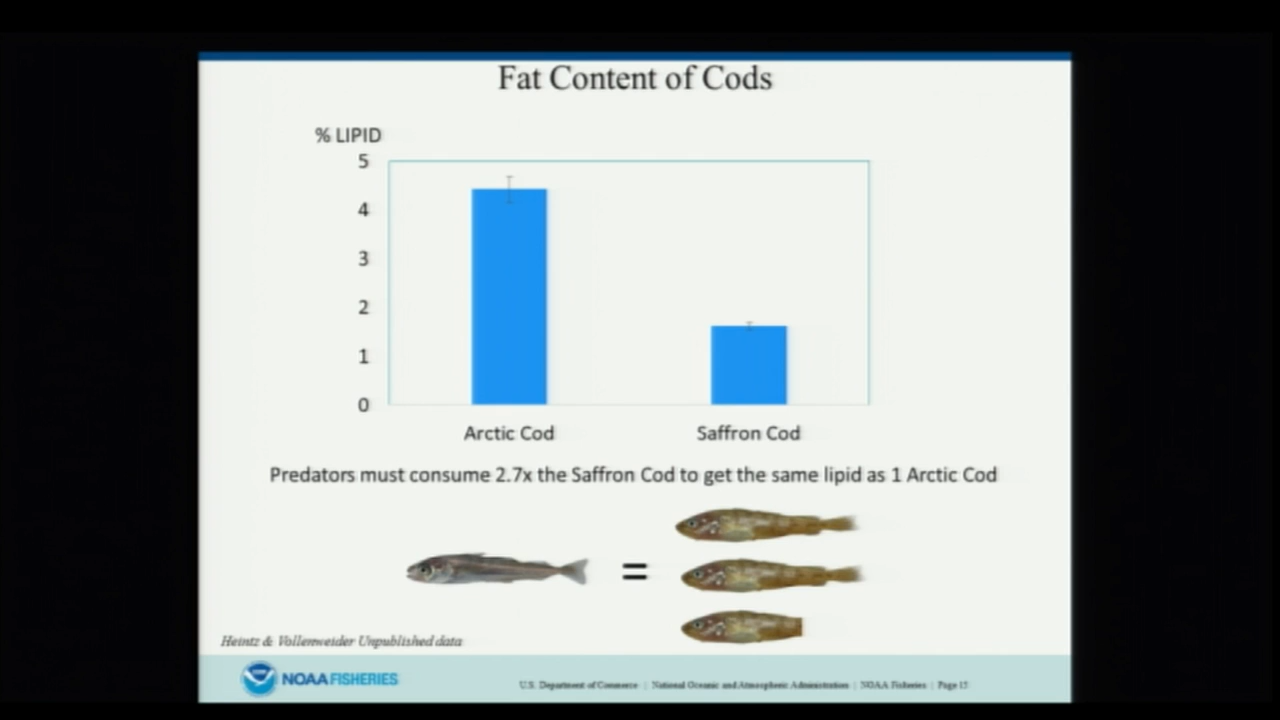 Fat Content of Cods
% LIPID
5
4
3
2
1
0
Arctic Cod
Saffron Cod
Predators must consume 2.7x the Saffron Cod to get the same lipid as 1 Arctic Cod
=
Heintz & Vollenweider Unpublished data
NOAA FISHERIES
U.S. Department of Commerce | National Oceanic and Atmospheric Administration | NOAA Fisheries | Page 15